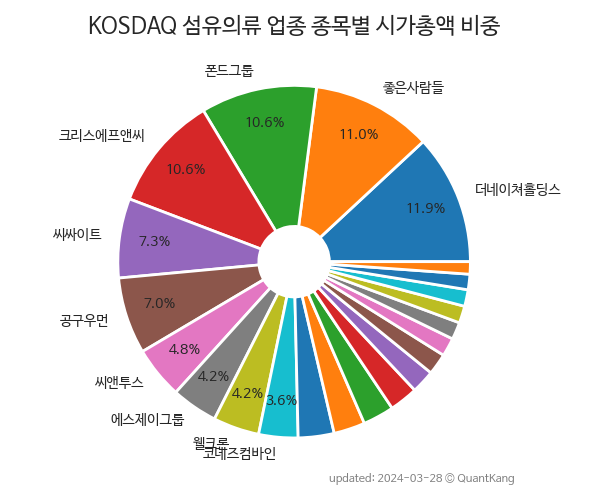 KOSDAQ 섬유의류 업종 종목별 시가총액 비중
폰드그룹
좋은사람들
크리스에프앤씨
더네이쳐홀딩스
씨싸이트
공구우먼
씨앤투스
에스제이그룹
웰크론
코데즈컴바인
11.9%
11.0%
10.6%
10.6%
7.3%
7.0%
4.8%
4.2%
4.2%
3.6%
updated: 2024-03-28 © QuantKang